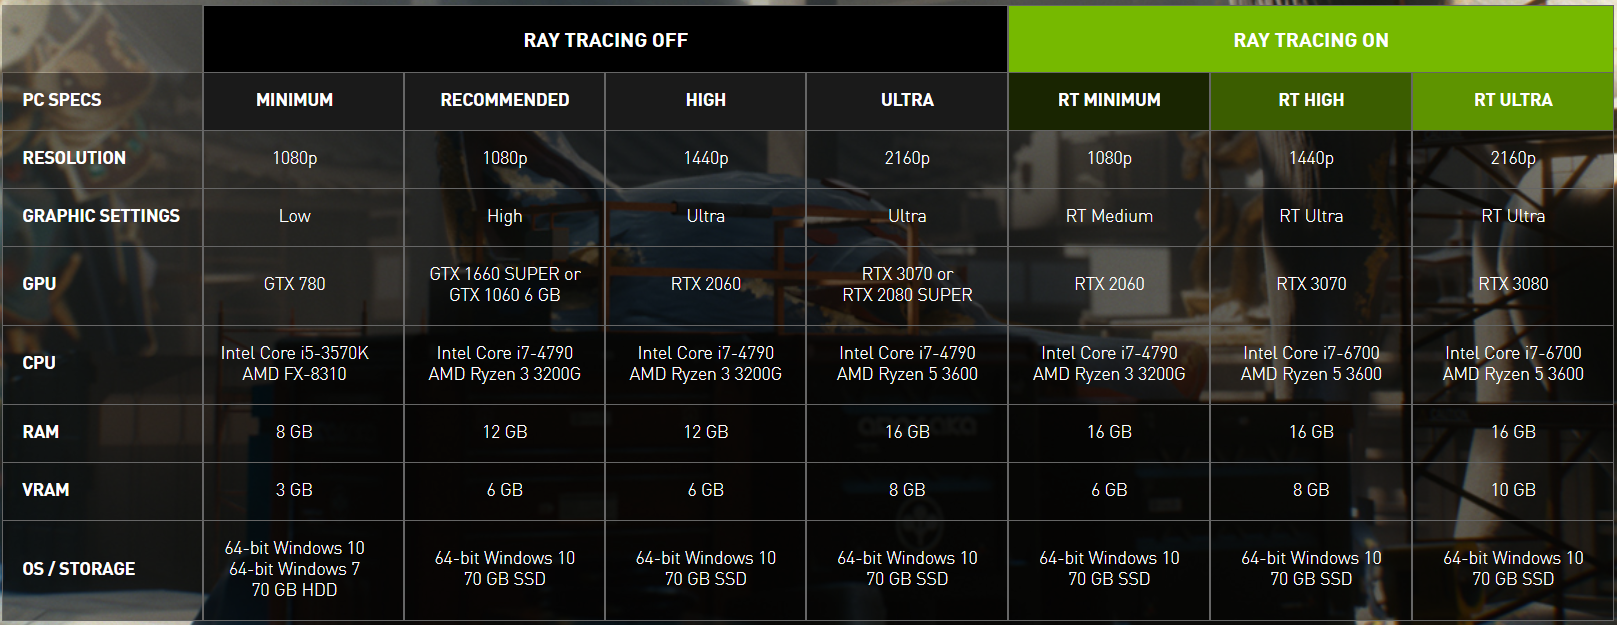 RAY TRACING OFF
RAY TRACING ON
PC SPECS MINIMUM RECOMMENDED HIGH ULTRA RT MINIMUM RT HIGH RT ULTRA
RESOLUTION 1080p 1080p 1440p 2160p 1080p 1440p 2160p
GRAPHIC SETTINGS Low High Ultra Ultra RT Medium RT Ultra RT Ultra
GPU GTX 780 GTX 1660 SUPER or GTX 1060 6 GB RTX 2060 RTX 3070 or RTX 2080 SUPER RTX 2060 RTX 3070 RTX 3080
CPU Intel Core i5-3570K AMD FX-8310 Intel Core i7-4790 AMD Ryzen 3 3200G Intel Core i7-4790 AMD Ryzen 3 3200G Intel Core i7-4790 AMD Ryzen 5 3600 Intel Core i7-4790 AMD Ryzen 3 3200G Intel Core i7-6700 AMD Ryzen 5 3600 Intel Core i7-6700 AMD Ryzen 5 3600
RAM 8 GB 12 GB 12 GB 16 GB 16 GB 16 GB 16 GB
VRAM 3 GB 6 GB 6 GB 8 GB 6 GB 8 GB 10 GB
OS / STORAGE 64-bit Windows 10 64-bit Windows 7 70 GB HDD 64-bit Windows 10 70 GB SSD 64-bit Windows 10 70 GB SSD 64-bit Windows 10 70 GB SSD 64-bit Windows 10 70 GB SSD 64-bit Windows 10 70 GB SSD 64-bit Windows 10 70 GB SSD